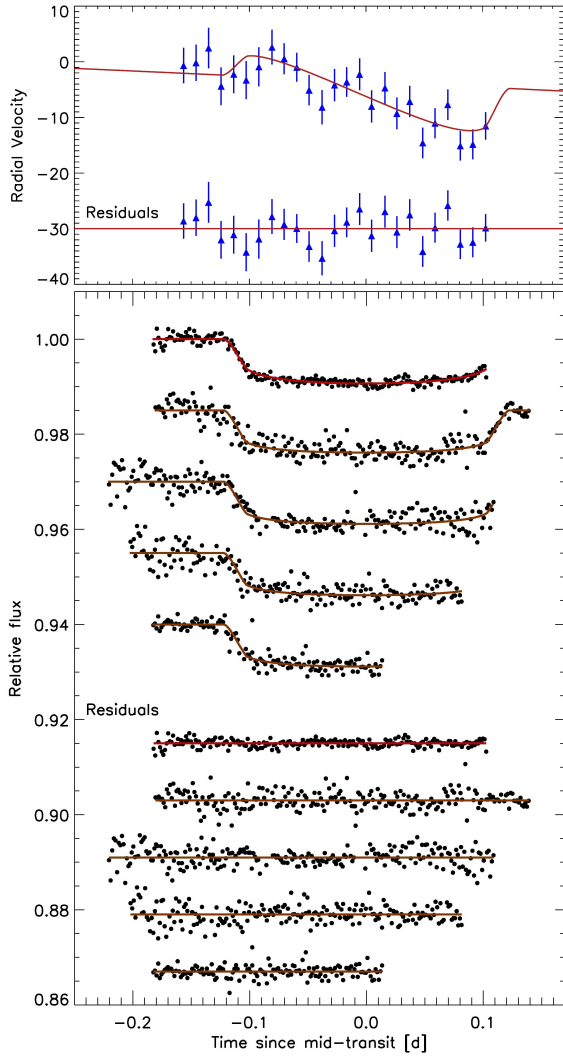 10
0
−10
−20
−30
−40
Radial Velocity
Residuals
1.00
0.98
0.96
0.94
0.92
0.90
0.88
0.86
Relative flux
Residuals
−0.2 −0.1 0.0 0.1
Time since mid−transit [d]